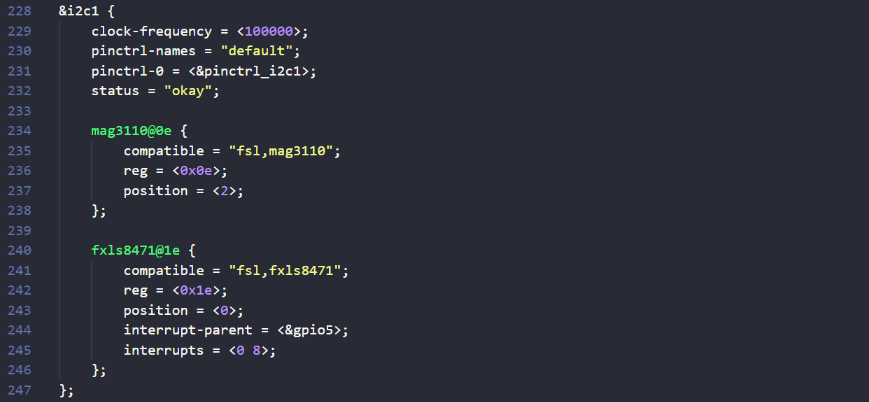 228 &i2c1 {
229     clock-frequency = <100000>;
230     pinctrl-names = "default";
231     pinctrl-0 = <&pinctrl_i2c1>;
232     status = "okay";
233
234     mag3110@0e {
235         compatible = "fsl,mag3110";
236         reg = <0x0e>;
237         position = <2>;
238     };
239
240     fxls8471@1e {
241         compatible = "fsl,fxls8471";
242         reg = <0x1e>;
243         position = <0>;
244         interrupt-parent = <&gpio5>;
245         interrupts = <0 8>;
246     };
247 };